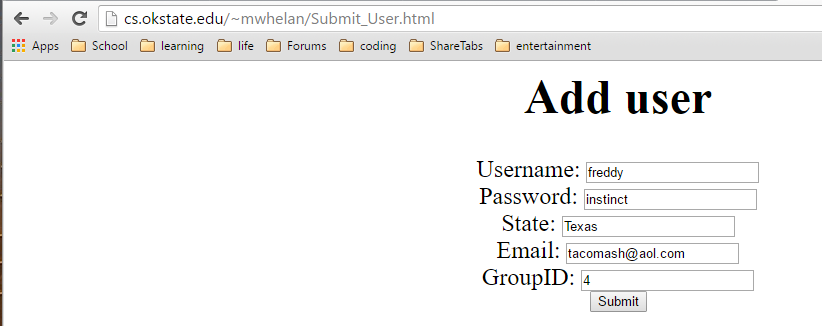 cs.okstate.edu/~mwhelan/Submit_User.html
Apps School learning life Forums coding ShareTabs entertainment
Add user
Username: freddy
Password: instinct
State: Texas
Email: tacomash@aol.com
GroupID: 4
Submit